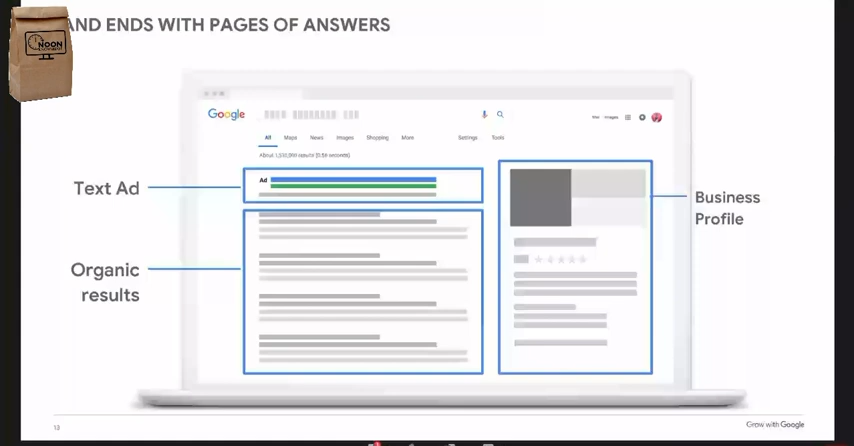 AND ENDS WITH PAGES OF ANSWERS
NOON
Google
All Maps News Images Shopping More Settings Tools
Images
Ad
Text Ad
Organic
results
Business
Profile
13
Grow with Google